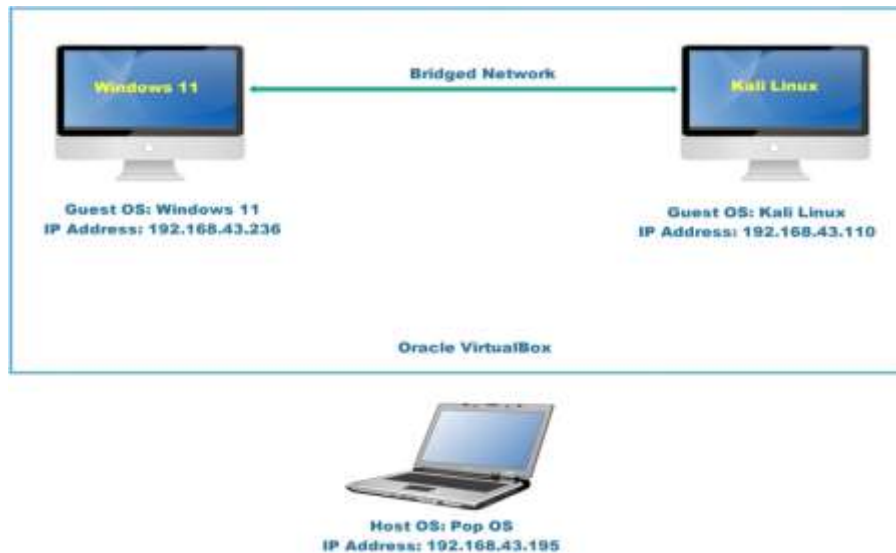 Windows 11
Bridged Network
Kali Linux
Guest OS: Windows 11
IP Address: 192.168.43.236
Guest OS: Kali Linux
IP Address: 192.168.43.110
Oracle VirtualBox
Host OS: Pop OS
IP Address: 192.168.43.195